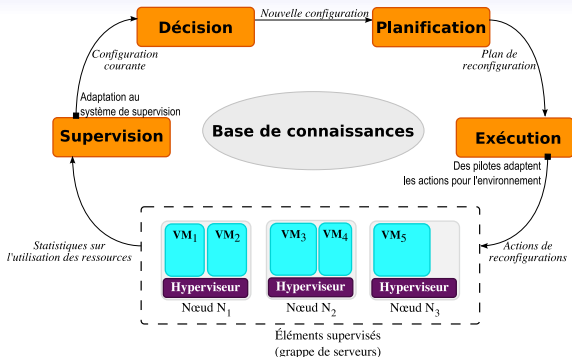 Décision
Nouvelle configuration
Planification
Configuration
courante
Plan de
reconfiguration
Adaptation au
système de supervision
Supervision
Base de connaissances
Exécution
Des pilotes adaptent
les actions pour l'environnement
Statistiques sur
l'utilisation des ressources
VM1 VM2
Hyperviseur
Nœud N1
VM3 VM4
Hyperviseur
Nœud N2
VM5
Hyperviseur
Nœud N3
Actions de
reconfigurations
Éléments supervisés
(grappe de serveurs)